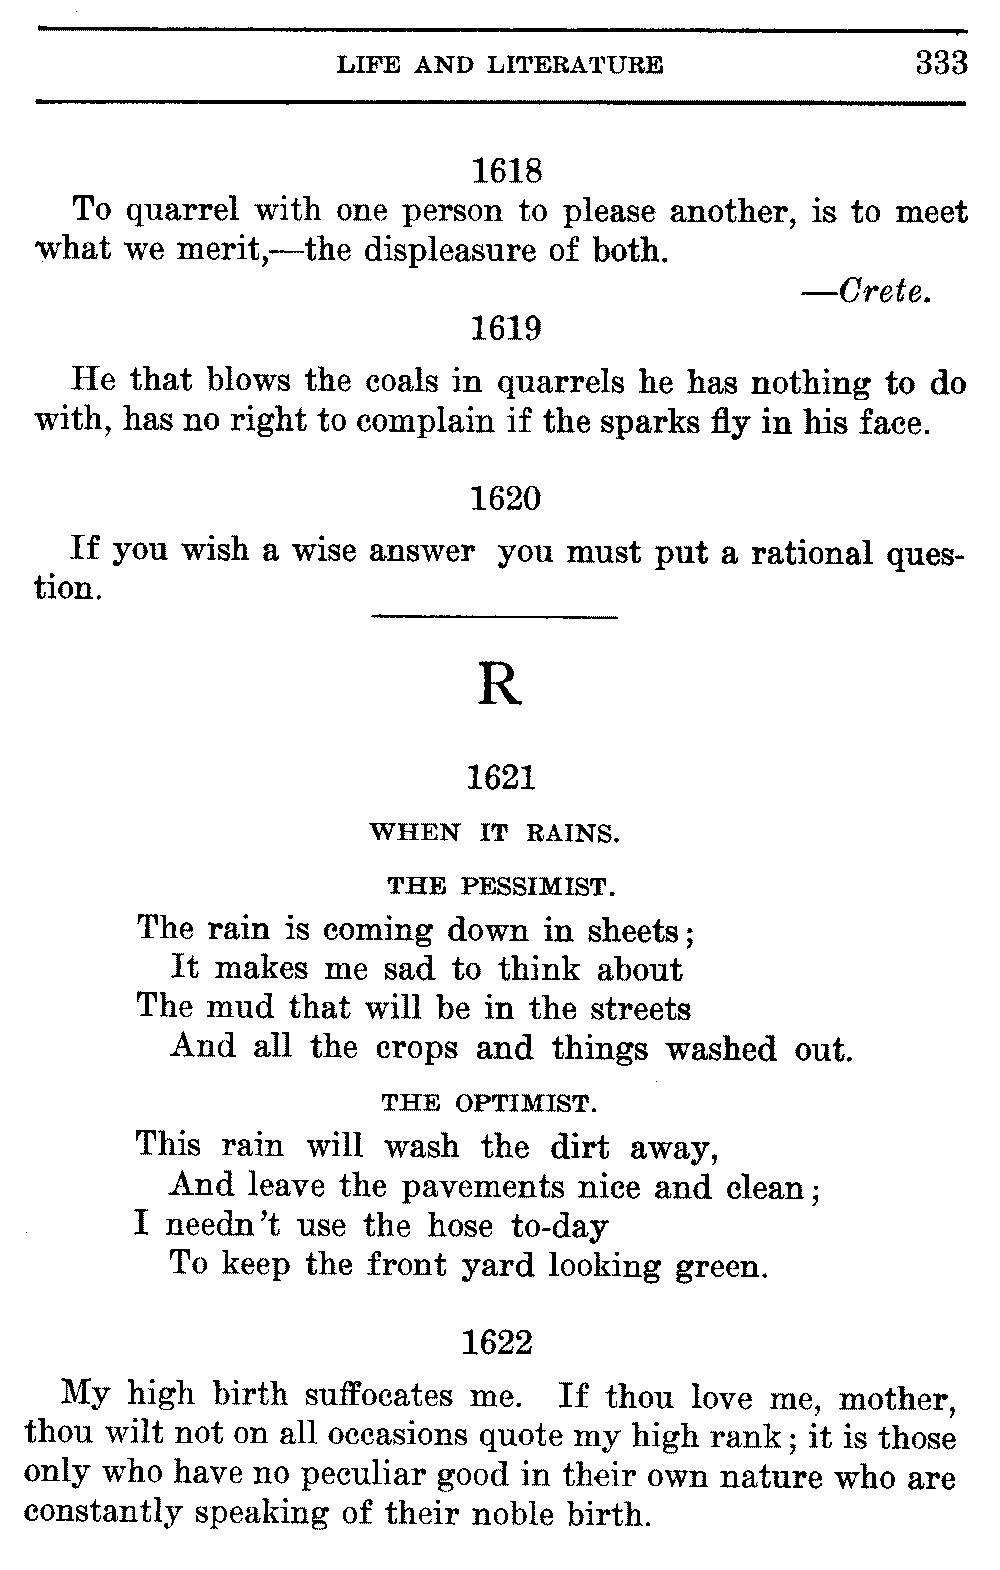 LIFE AND LITERATURE 333
1618
To quarrel with one person to please another, is to meet
what we merit,—the displeasure of both.
—Crete.
1619
He that blows the coals in quarrels he has nothing to do
with, has no right to complain if the sparks fly in his face.
1620
If you wish a wise answer you must put a rational ques-
tion.
R
1621
WHEN IT RAINS.
THE PESSIMIST.
The rain is coming down in sheets;
It makes me sad to think about
The mud that will be in the streets
And all the crops and things washed out.
THE OPTIMIST.
This rain will wash the dirt away,
And leave the pavements nice and clean;
I needn't use the hose to-day
To keep the front yard looking green.
1622
My high birth suffocates me. If thou love me, mother,
thou wilt not on all occasions quote my high rank; it is those
only who have no peculiar good in their own nature who are
constantly speaking of their noble birth.